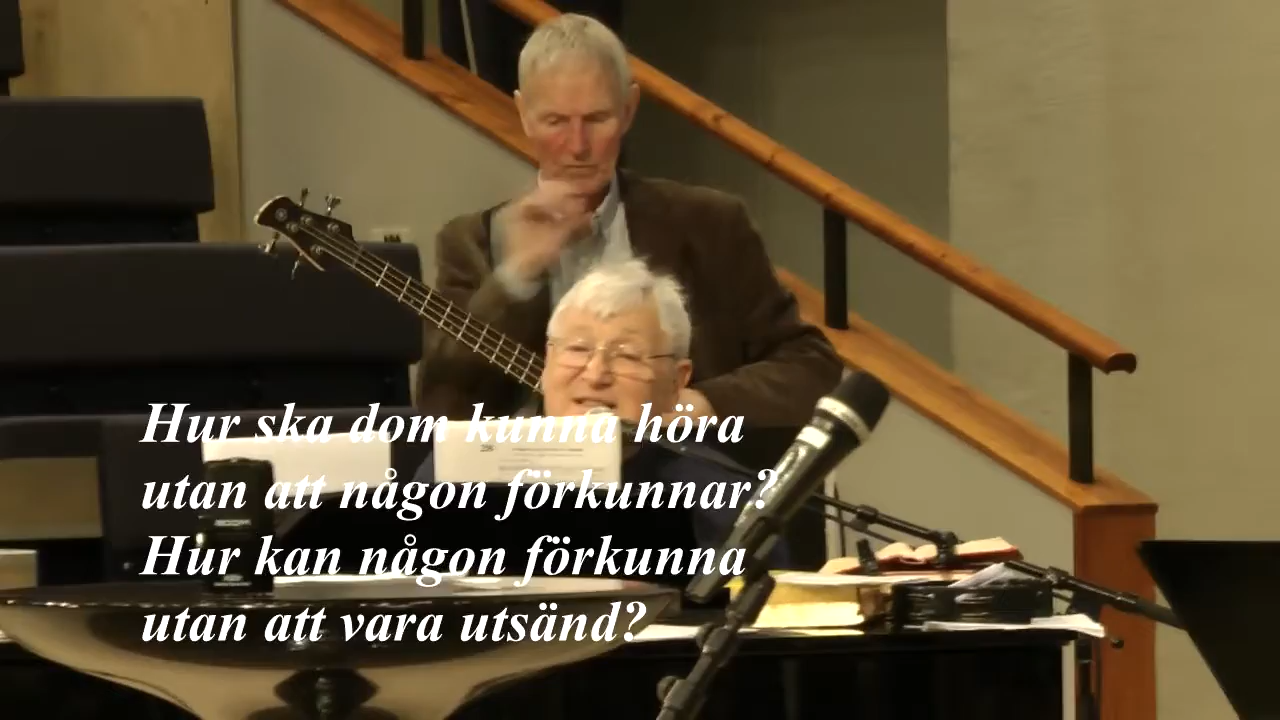 Hur ska dom kunna höra
utan att någon förkunnar?
Hur kan någon förkunna
utan att vara utsänd?